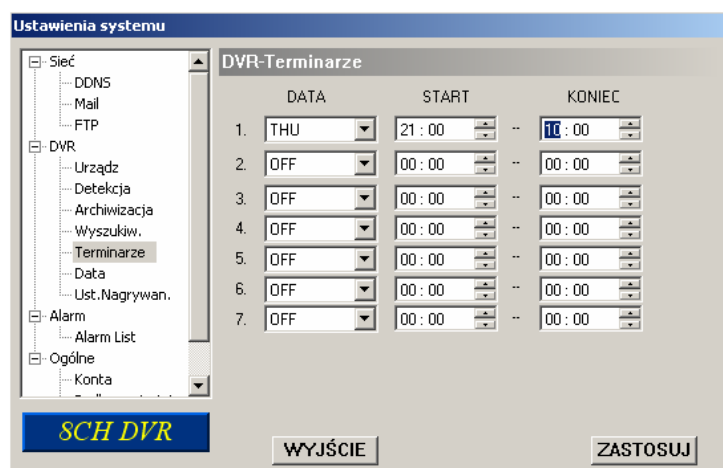 Ustawienia systemu
Sieć
DDNS
Mail
FTP
DVR
Urządz
Detekcja
Archiwizacja
Wyszukiw.
Terminarze
Data
Ust.Nagrywan.
Alarm
Alarm List
Ogólne
Konta
8CH DVR
DVR-Terminarze
DATA START KONIEC
1. THU 21 : 00 -- 10 : 00
2. OFF 00 : 00 -- 00 : 00
3. OFF 00 : 00 -- 00 : 00
4. OFF 00 : 00 -- 00 : 00
5. OFF 00 : 00 -- 00 : 00
6. OFF 00 : 00 -- 00 : 00
7. OFF 00 : 00 -- 00 : 00
WYJŚCIE ZASTOSUJ